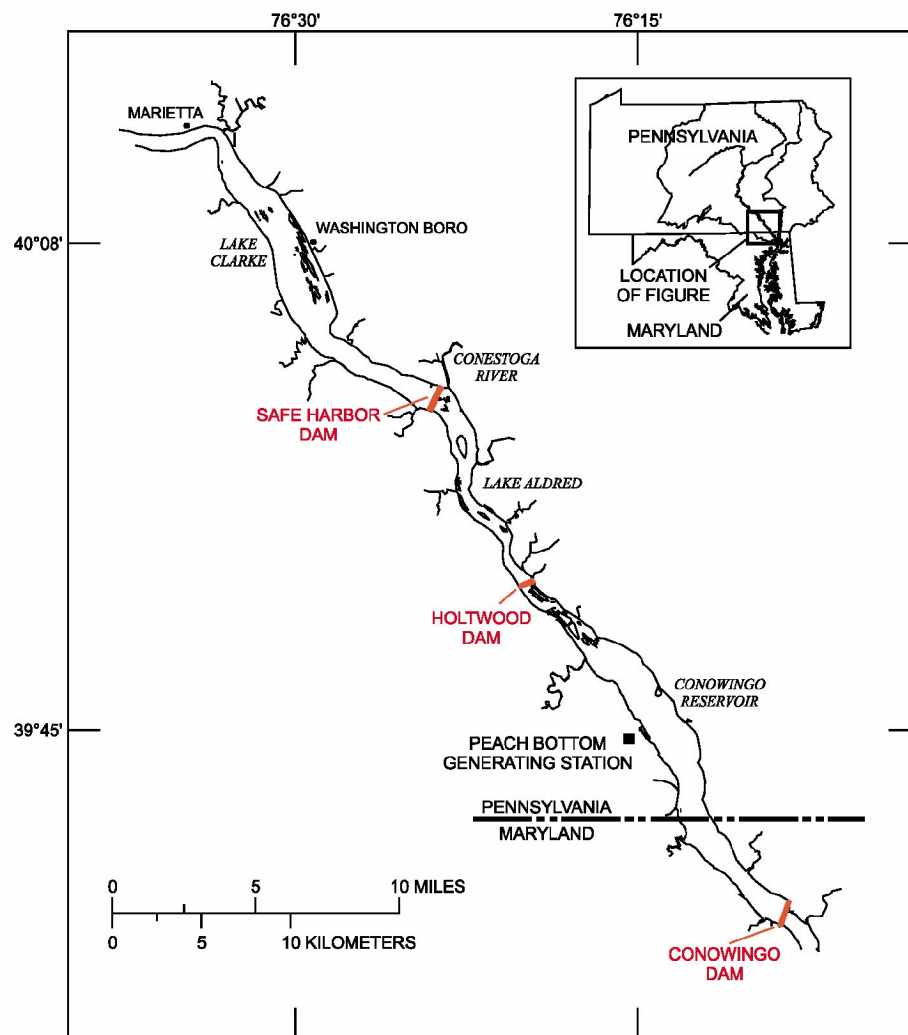 76°30'
76°15'
MARIETTA
PENNSYLVANIA
WASHINGTON BORO
40°08'
LAKE
CLARKE
LOCATION
OF FIGURE
MARYLAND
CONESTOGA
RIVER
SAFE HARBOR
DAM
LAKE ALDRED
HOLTWOOD
DAM
CONOWINGO
RESERVOIR
39°45'
PEACH BOTTOM
GENERATING STATION
PENNSYLVANIA
MARYLAND
0 5 10 MILES
0 5 10 KILOMETERS
CONOWINGO
DAM